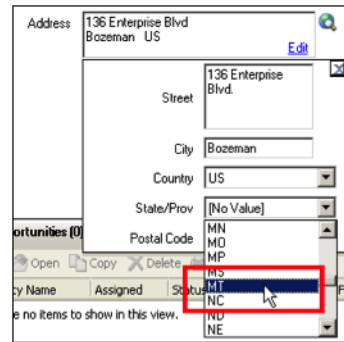 Address
136 Enterprise Blvd
Bozeman US
Edit
Street
136 Enterprise
Blvd.
City
Bozeman
Country
US
State/Prov
[No Value]
Postal Code
MN
MO
MP
MS
MT
NC
ND
NE
ortunities (0)
Open Copy Delete
ty Name Assigned Status F
e no items to show in this view.